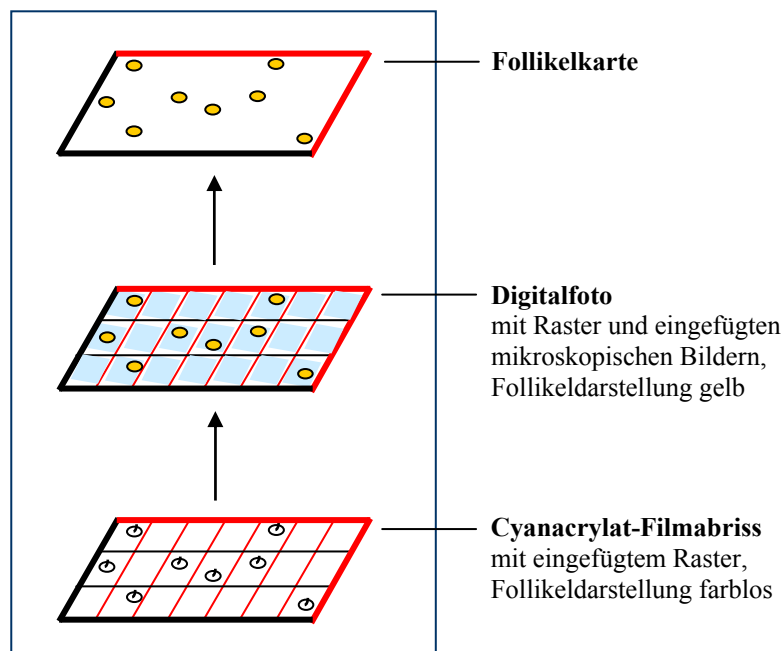 Follikelkarte
Digitalfoto
mit Raster und eingefügten
mikroskopischen Bildern,
Follikeldarstellung gelb
Cyanacrylat-Filmabriss
mit eingefügtem Raster,
Follikeldarstellung farblos